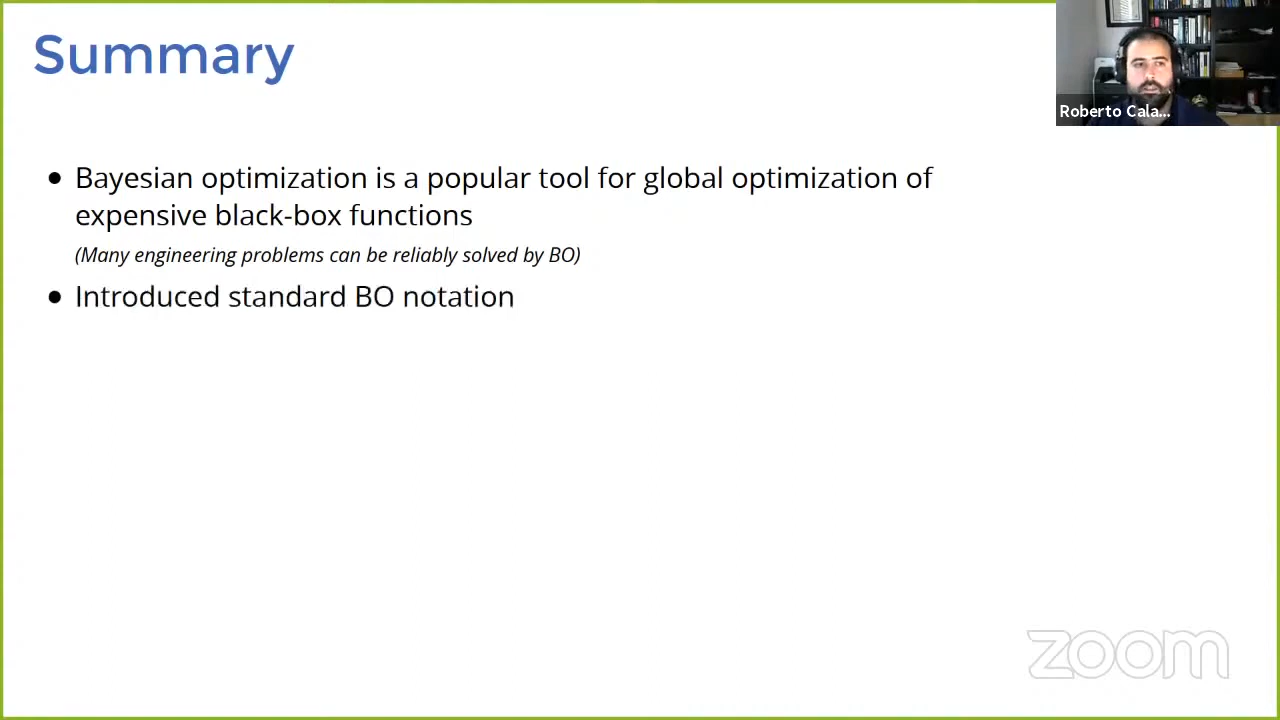 Summary
Roberto Cala...
• Bayesian optimization is a popular tool for global optimization of
expensive black-box functions
(Many engineering problems can be reliably solved by BO)
• Introduced standard BO notation
zoom